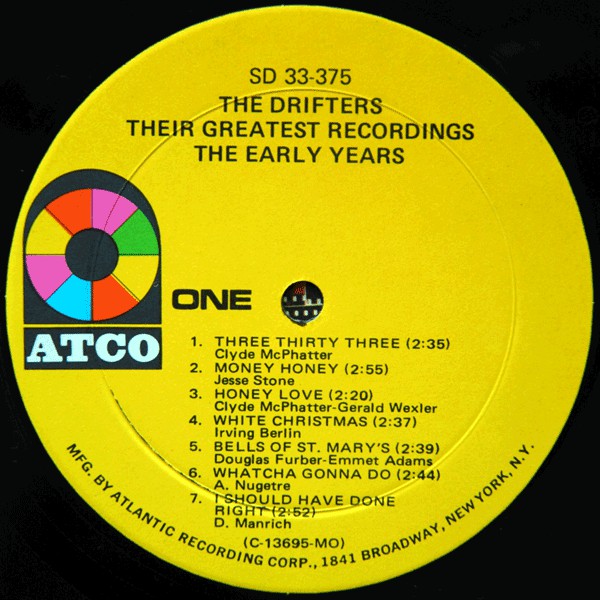 SD 33-375
THE DRIFTERS
THEIR GREATEST RECORDINGS
THE EARLY YEARS
ATCO
ONE
1. THREE THIRTY THREE (2:35)
Clyde McPhatter
2. MONEY HONEY (2:55)
Jesse Stone
3. HONEY LOVE (2:20)
Clyde McPhatter-Gerald Wexler
4. WHITE CHRISTMAS (2:37)
Irving Berlin
5. BELLS OF ST. MARY'S (2:39)
Douglas Furber-Emmet Adams
6. WHATCHA GONNA DO (2:44)
A. Nugetre
7. I SHOULD HAVE DONE
RIGHT (2:52)
D. Manrich
(C-13695-MO)
MFG. BY ATLANTIC RECORDING CORP., 1841 BROADWAY, NEW YORK, N.Y.